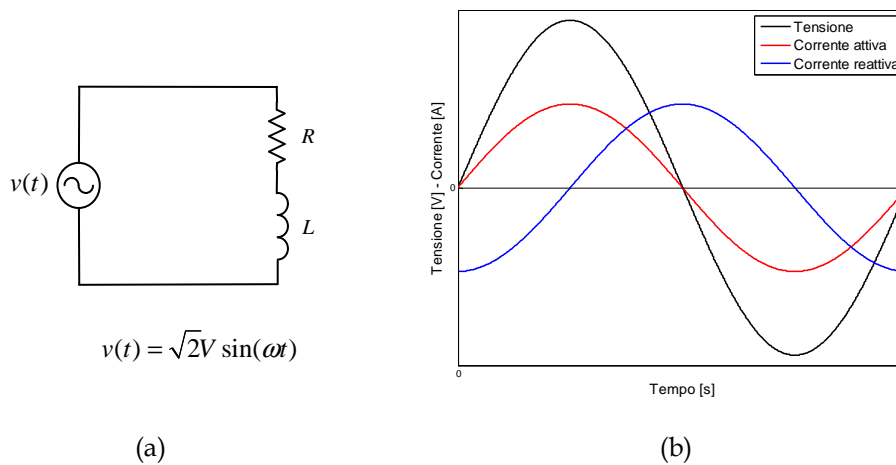 R
v(t)
L
v(t) = √2V sin(ωt)
(a)
Tensione
Corrente attiva
Corrente reattiva
Tensione [V] - Corrente [A]
0
0
Tempo [s]
(b)